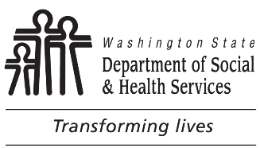 Washington State
Department of Social
& Health Services
Transforming lives